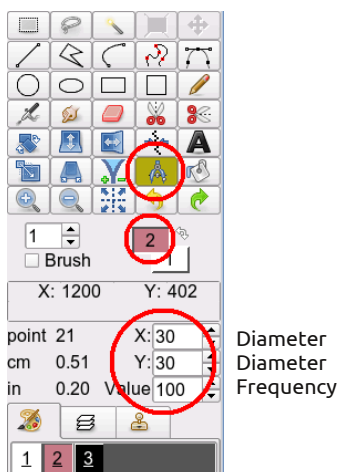 A
1 2
Brush 1
X: 1200 Y: 402
point 21 X: 30 Diameter
cm 0.51 Y: 30 Diameter
in 0.20 Value 100 Frequency
1 2 3